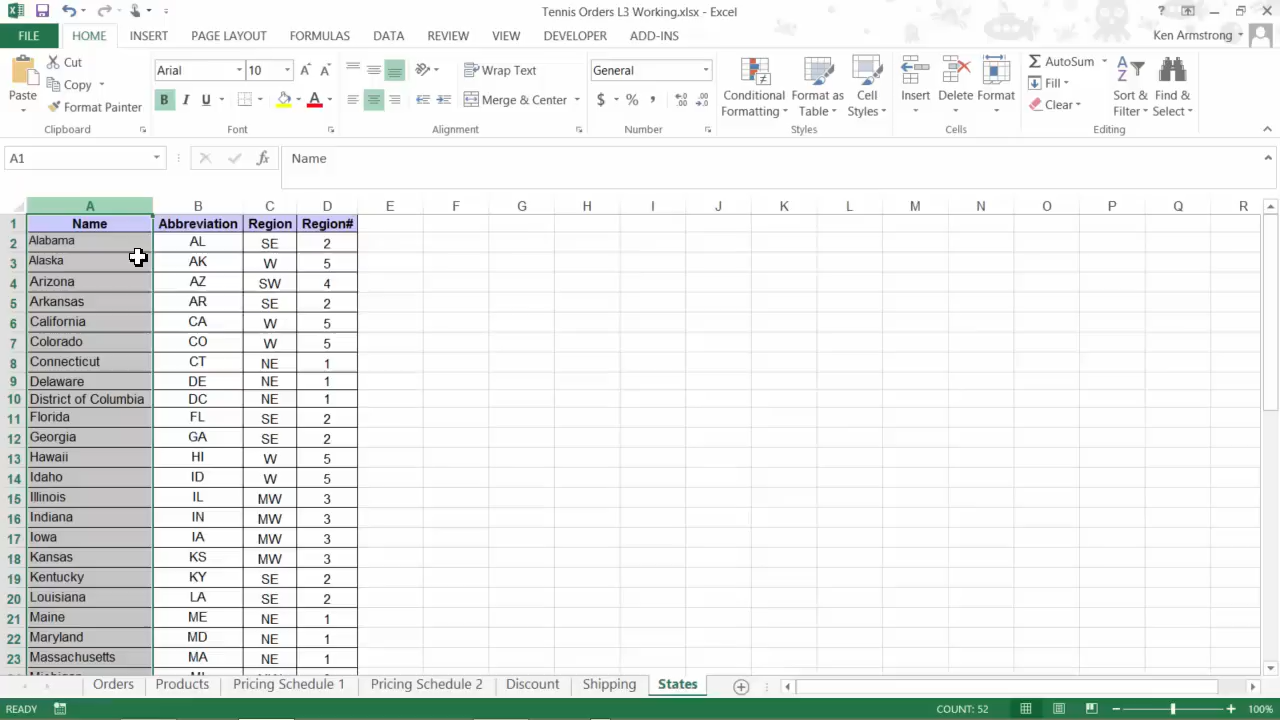 Tennis Orders L3 Working.xlsx - Excel
FILE HOME INSERT PAGE LAYOUT FORMULAS DATA REVIEW VIEW DEVELOPER ADD-INS Ken Armstrong
Paste Cut Copy Format Painter
Clipboard
Arial 10
B I U A
Font
Wrap Text
Merge & Center
Alignment
General
$ % ,
Number
Conditional Formatting Format as Table Cell Styles
Styles
Insert Delete Format
Cells
AutoSum Fill Clear Sort & Filter Find & Select
Editing
A1 fx Name
A B C D E F G H I J K L M N O P Q R
1 Name Abbreviation Region Region#
2 Alabama AL SE 2
3 Alaska AK W 5
4 Arizona AZ SW 4
5 Arkansas AR SE 2
6 California CA W 5
7 Colorado CO W 5
8 Connecticut CT NE 1
9 Delaware DE NE 1
10 District of Columbia DC NE 1
11 Florida FL SE 2
12 Georgia GA SE 2
13 Hawaii HI W 5
14 Idaho ID W 5
15 Illinois IL MW 3
16 Indiana IN MW 3
17 Iowa IA MW 3
18 Kansas KS MW 3
19 Kentucky KY SE 2
20 Louisiana LA SE 2
21 Maine ME NE 1
22 Maryland MD NE 1
23 Massachusetts MA NE 1
Orders Products Pricing Schedule 1 Pricing Schedule 2 Discount Shipping States
READY COUNT: 52 100%